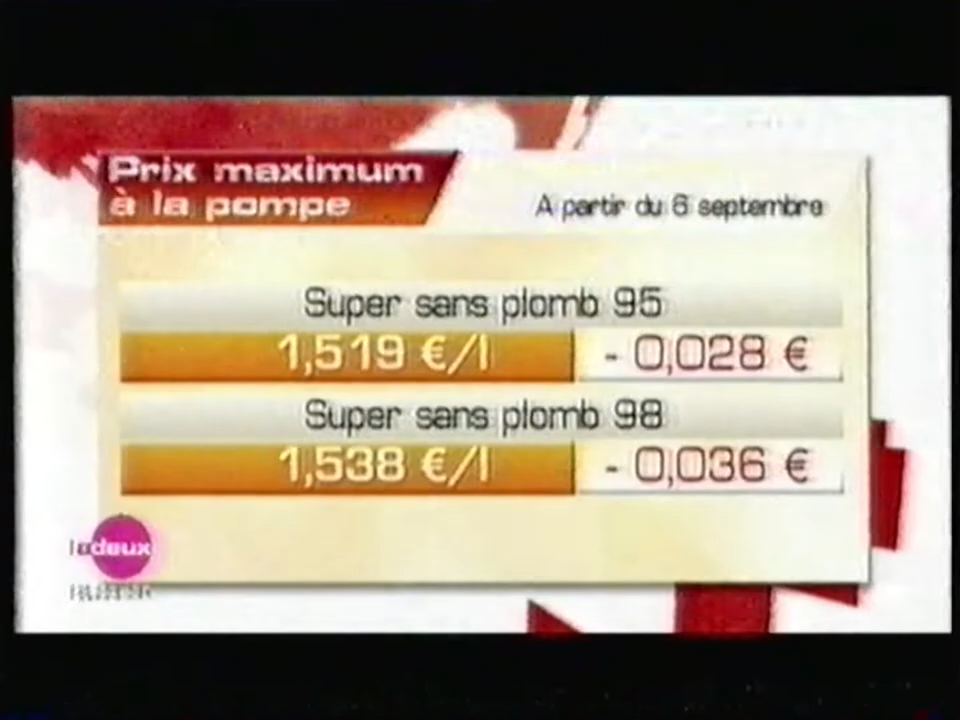 Prix maximum
à la pompe
A partir du 6 septembre
Super sans plomb 95
1,519 €/l
- 0,028 €
Super sans plomb 98
1,538 €/l
- 0,036 €
ladeux